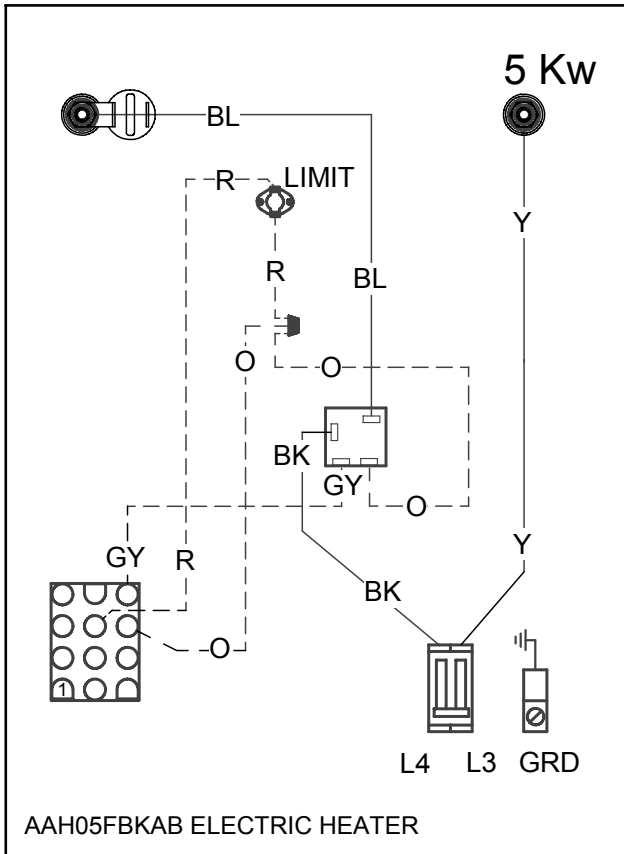 5 Kw
BL
R
LIMIT
Y
R
BL
O
O
BK
GY
O
GY
R
Y
BK
O
1
L4
L3
GRD
AAH05FBKAB ELECTRIC HEATER